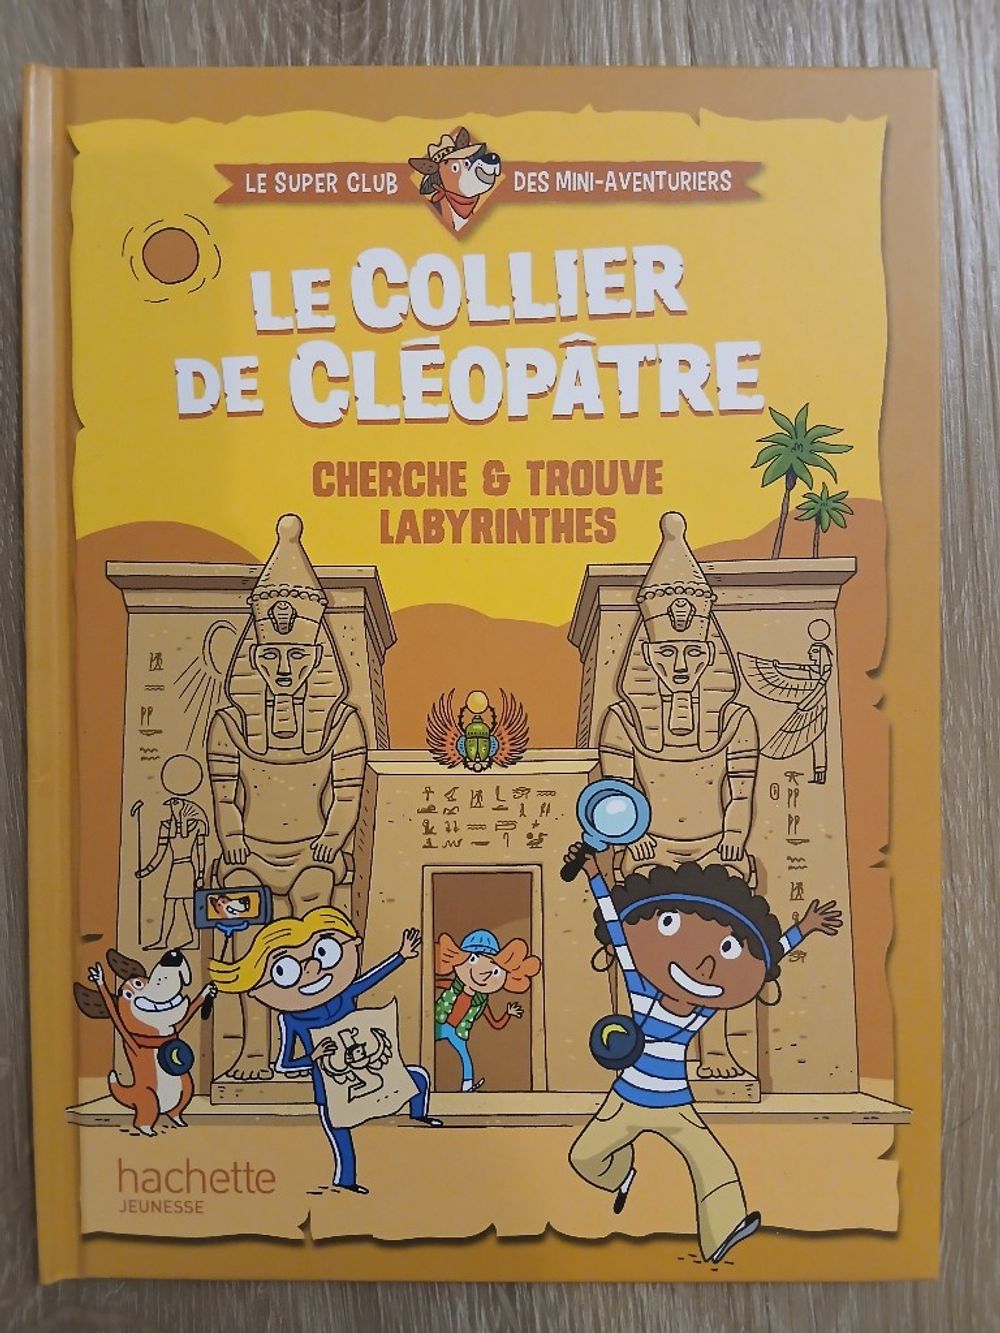 LE SUPER CLUB DES MINI-AVENTURIERS
LE COLLIER
DE CLÉOPÂTRE
CHERCHE & TROUVE
LABYRINTHES
hachette
JEUNESSE